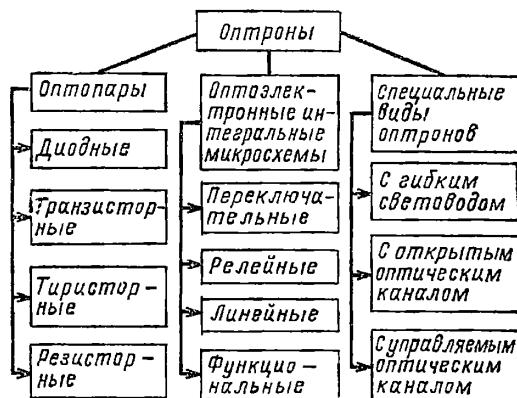 Оптроны
Оптопары
Диодные
Транзистор-
ные
Тиристор-
ные
Резистор-
ные
Оптоэлек-
тронные ин-
тегральные
микросхемы
Переключа-
тельные
Релейные
Линейные
Функцио-
нальные
Специальные
виды
оптронов
С гибким
световодом
С открытым
оптическим
каналом
С управляемым
оптическим
каналом